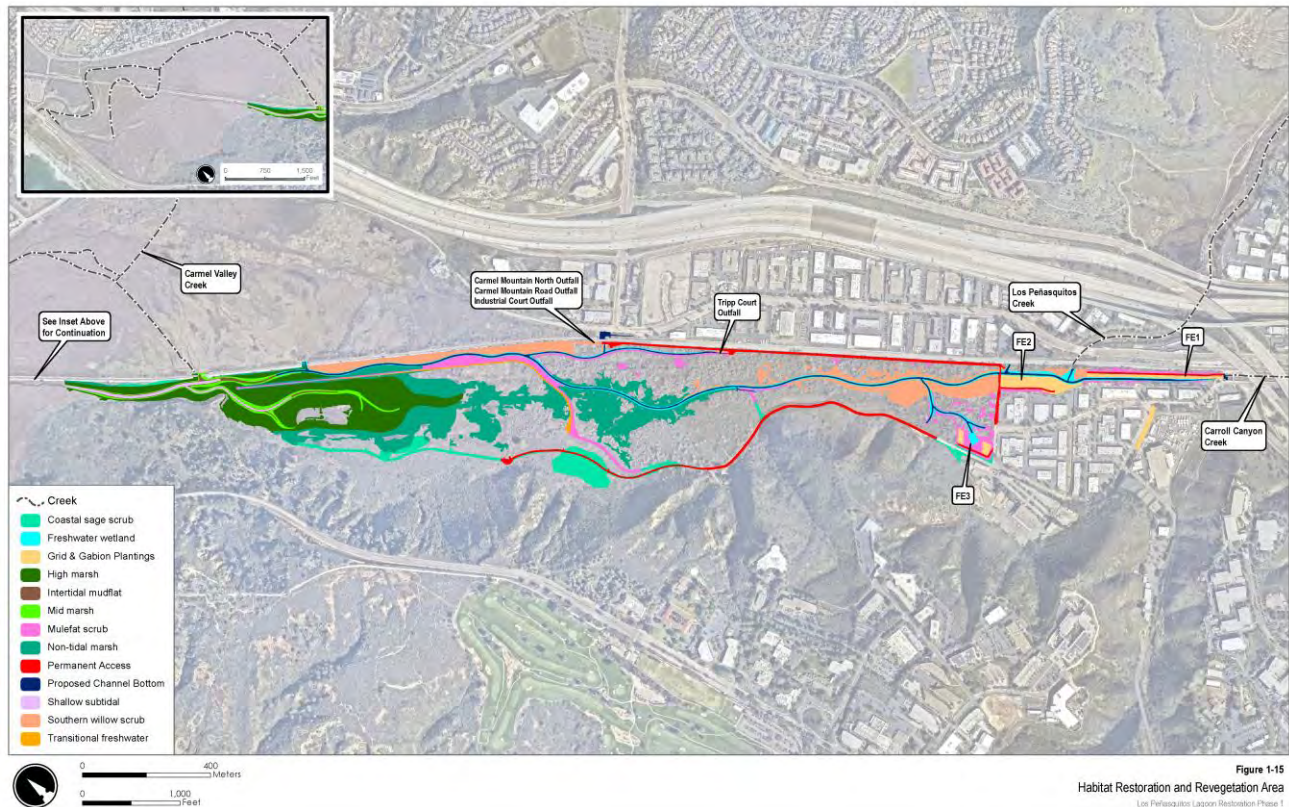 0 750 1,500
Feet
Carmel Valley
Creek
See Inset Above
for Continuation
Carmel Mountain North Outfall
Carmel Mountain Road Outfall
Industrial Court Outfall
Tripp Court
Outfall
Los Peñasquitos
Creek
FE2
FE1
Carroll Canyon
Creek
FE3
Creek
Coastal sage scrub
Freshwater wetland
Grid & Gabion Plantings
High marsh
Intertidal mudflat
Mid marsh
Mulefat scrub
Non-tidal marsh
Permanent Access
Proposed Channel Bottom
Shallow subtidal
Southern willow scrub
Transitional freshwater
0 400
Meters
0 1,000
Feet
Figure 1-15
Habitat Restoration and Revegetation Area
Los Peñasquitos Lagoon Restoration Phase 1